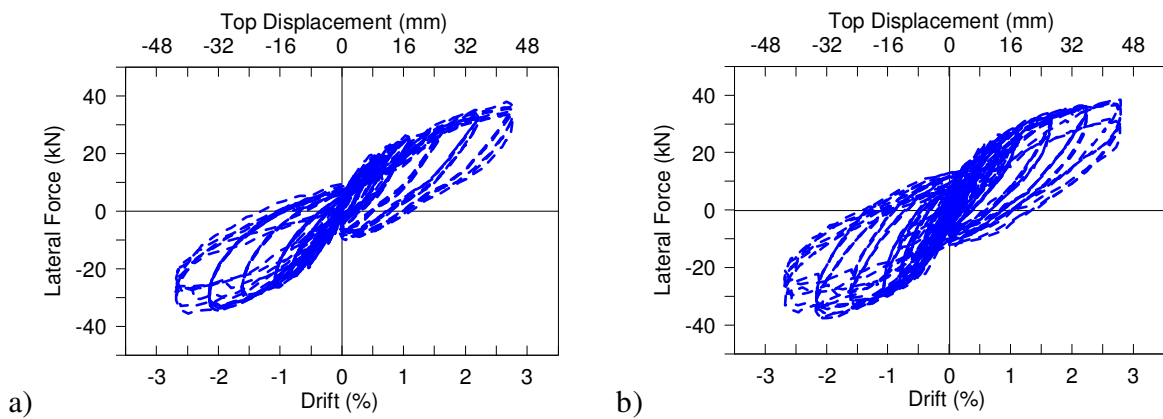 Top Displacement (mm)
-48 -32 -16 0 16 32 48
40
20
0
-20
-40
Lateral Force (kN)
-3 -2 -1 0 1 2 3
Drift (%)
a)
Top Displacement (mm)
-48 -32 -16 0 16 32 48
40
20
0
-20
-40
Lateral Force (kN)
-3 -2 -1 0 1 2 3
Drift (%)
b)